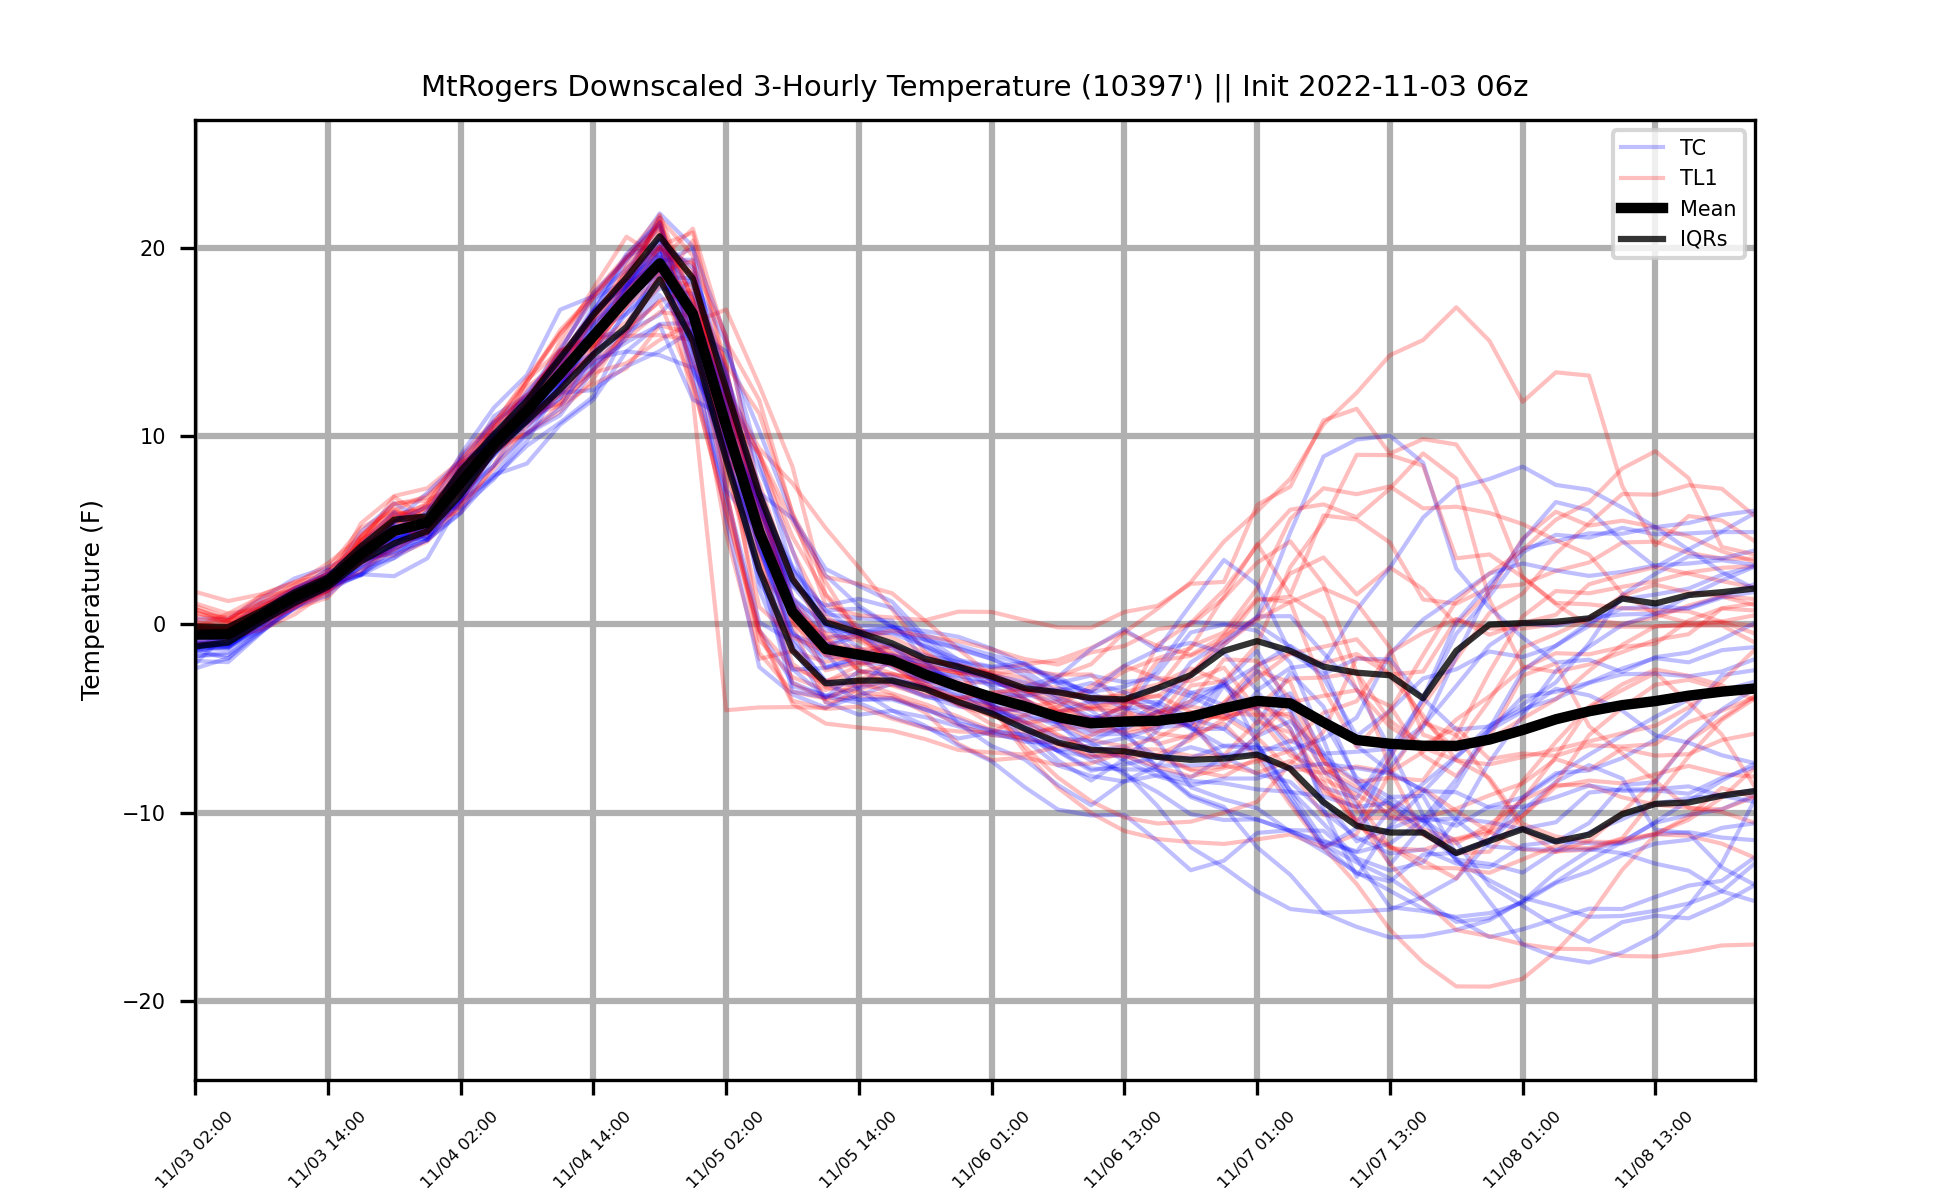 MtRogers Downscaled 3-Hourly Temperature (10397') || Init 2022-11-03 06z
TC
TL1
Mean
IQRs
Temperature (F)
20
10
0
−10
−20
11/03 02:00
11/03 14:00
11/04 02:00
11/04 14:00
11/05 02:00
11/05 14:00
11/06 01:00
11/06 13:00
11/07 01:00
11/07 13:00
11/08 01:00
11/08 13:00